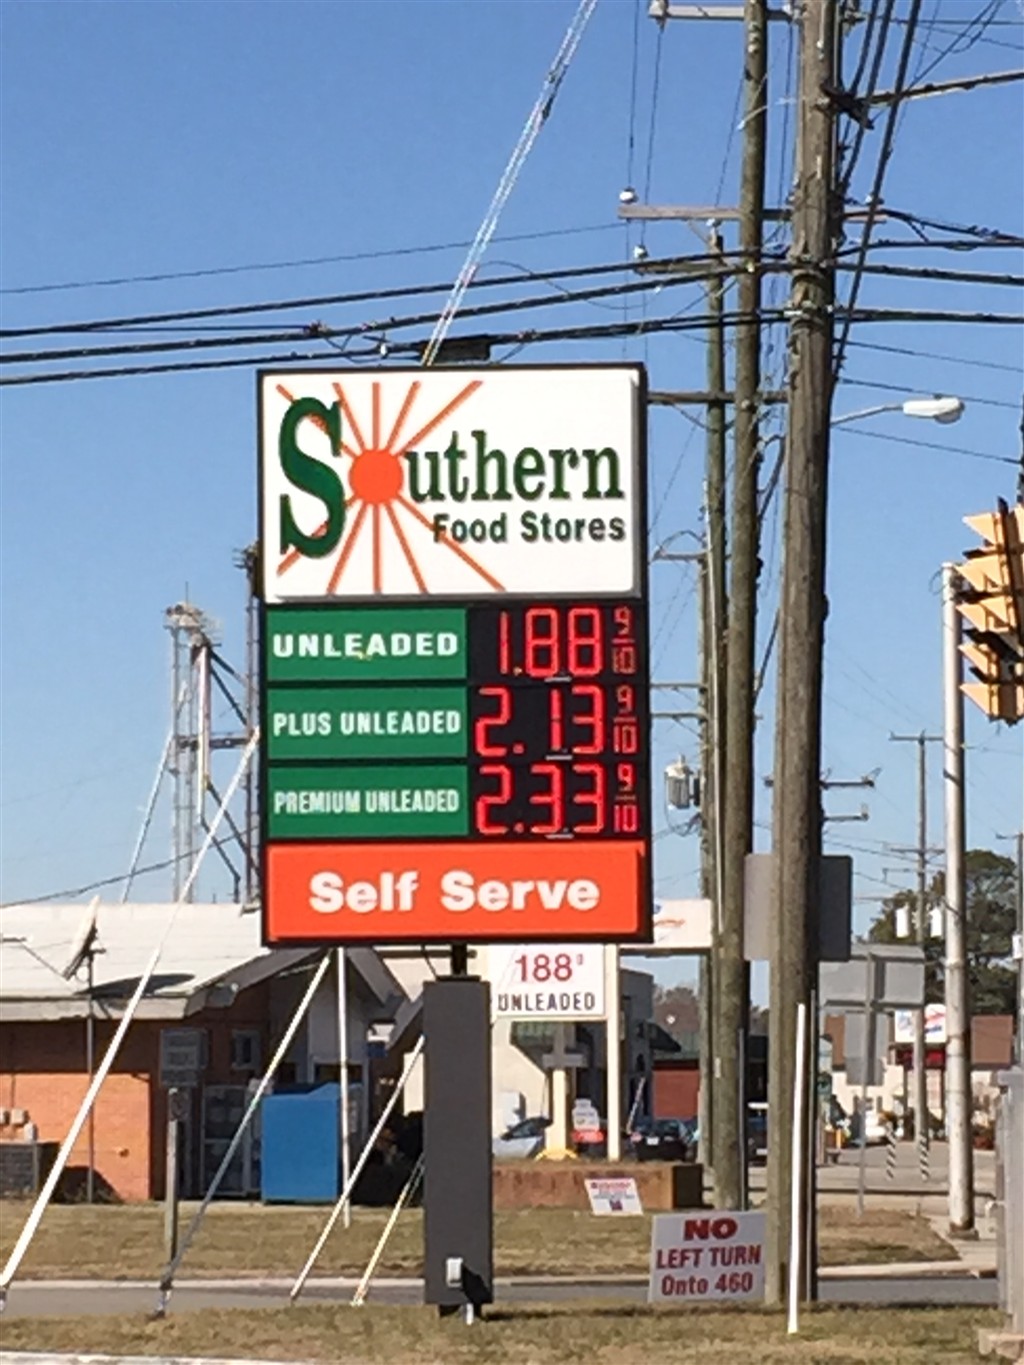 Southern
Food Stores
UNLEADED 1.88 9/10
PLUS UNLEADED 2.13 9/10
PREMIUM UNLEADED 2.33 9/10
Self Serve
188
UNLEADED
NO
LEFT TURN
Onto 460